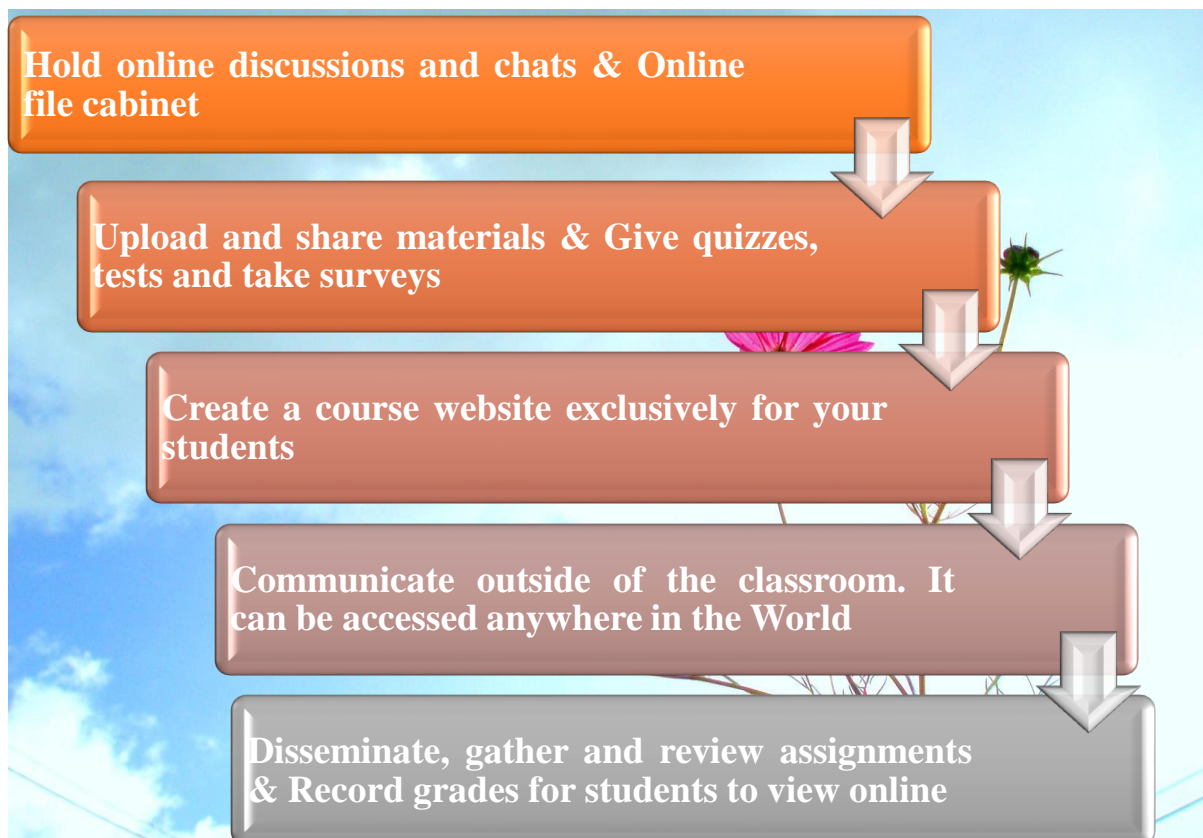 Hold online discussions and chats & Online
file cabinet
Upload and share materials & Give quizzes,
tests and take surveys
Create a course website exclusively for your
students
Communicate outside of the classroom. It
can be accessed anywhere in the World
Disseminate, gather and review assignments
& Record grades for students to view online